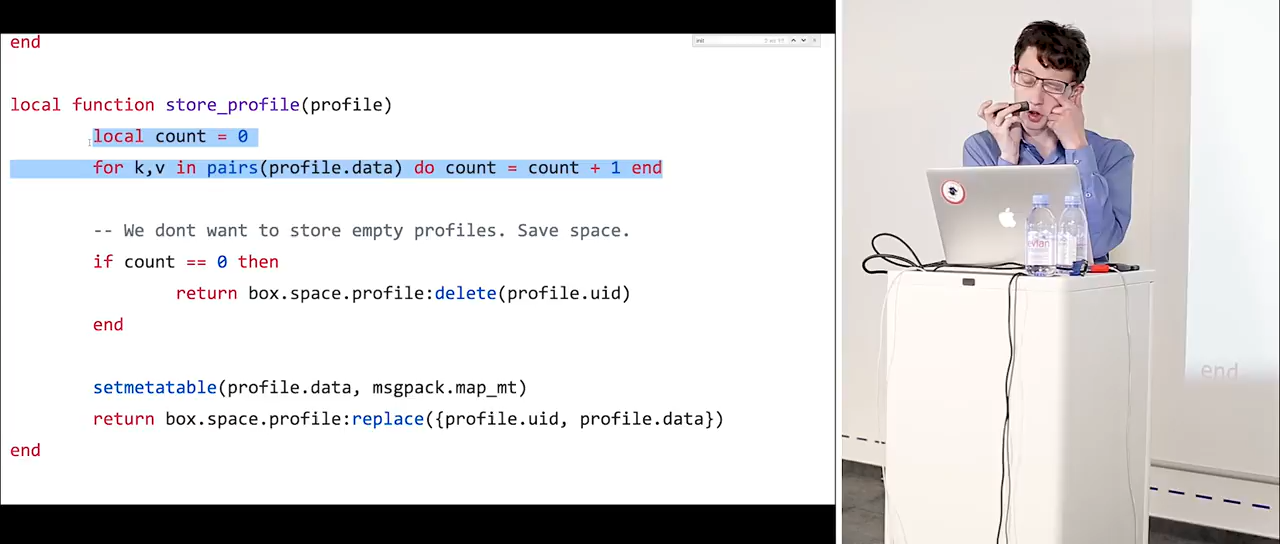 end
init
local function store_profile(profile)
local count = 0
for k,v in pairs(profile.data) do count = count + 1 end
-- We dont want to store empty profiles. Save space.
if count == 0 then
return box.space.profile:delete(profile.uid)
end
setmetatable(profile.data, msgpack.map_mt)
return box.space.profile:replace({profile.uid, profile.data})
end
evian
end